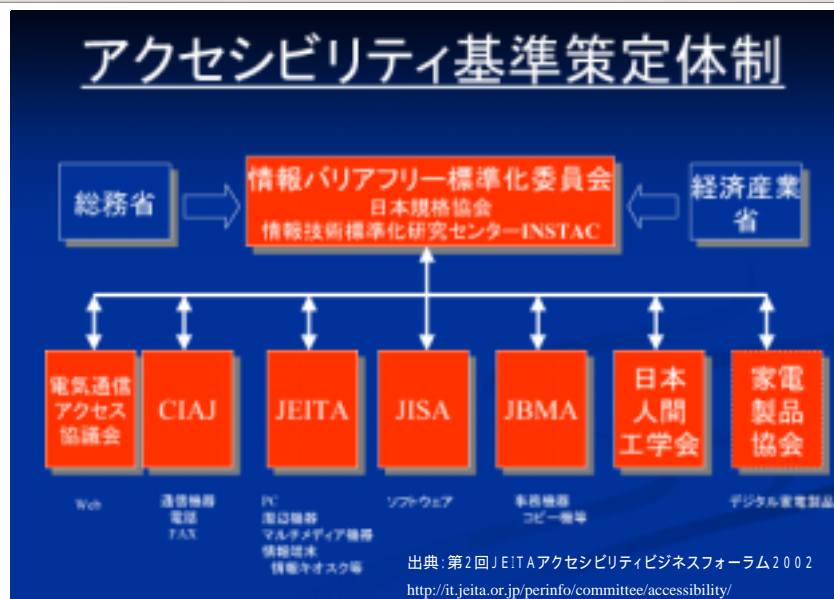 アクセシビリティ基準策定体制
総務省
情報バリアフリー標準化委員会
日本規格協会
情報技術標準化研究センターINSTAC
経済産業
省
電気通信
アクセス
協議会
CIAJ
JEITA
JISA
JBMA
日本
人間
工学会
家電
製品
協会
Web
通信機器
電話
FAX
PC
周辺機器
マルチメディア機器
情報端末
情報キオスク等
ソフトウェア
事務機器
コピー機等
デジタル家電製品
出典:第2回JEITAアクセシビリティビジネスフォーラム2002
http://it.jeita.or.jp/perinfo/committee/accessibility/